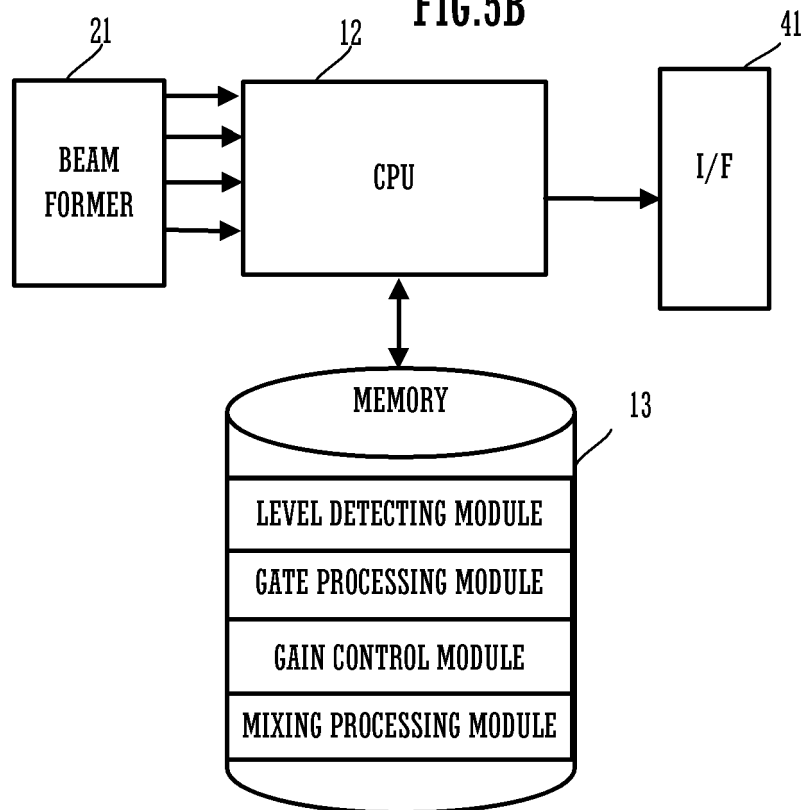 FIG.5B
21
12
41
BEAM
FORMER
CPU
I/F
MEMORY
13
LEVEL DETECTING MODULE
GATE PROCESSING MODULE
GAIN CONTROL MODULE
MIXING PROCESSING MODULE